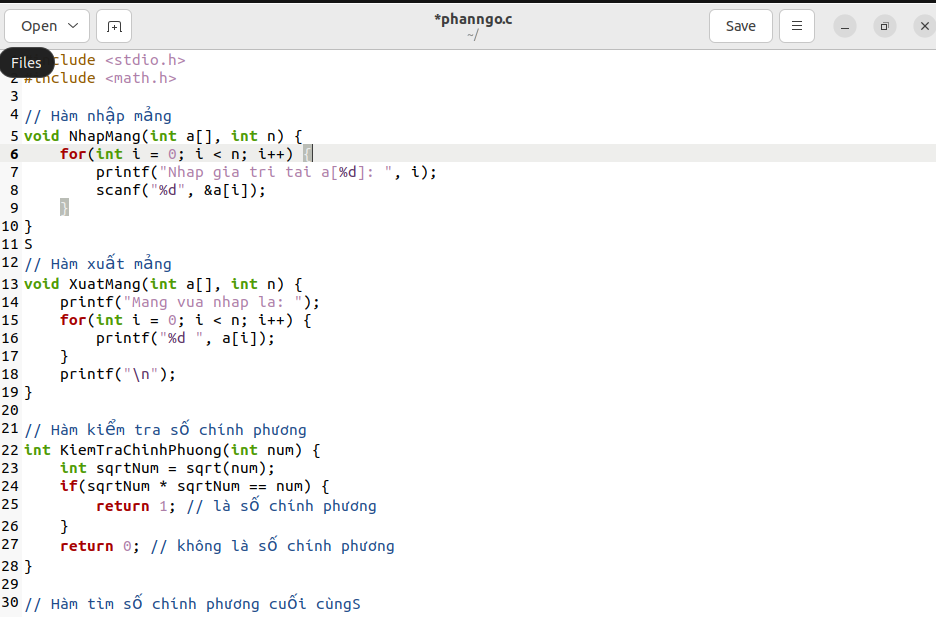 Open
*phanngo.c
~/
Save
Files
clude <stdio.h>
2 #include <math.h>
3
4 // Hàm nhập mảng
5 void NhapMang(int a[], int n) {
6     for(int i = 0; i < n; i++) {
7         printf("Nhap gia tri tai a[%d]: ", i);
8         scanf("%d", &a[i]);
9     }
10 }
11 S
12 // Hàm xuất mảng
13 void XuatMang(int a[], int n) {
14     printf("Mang vua nhap la: ");
15     for(int i = 0; i < n; i++) {
16         printf("%d ", a[i]);
17     }
18     printf("\n");
19 }
20
21 // Hàm kiểm tra số chính phương
22 int KiemTraChinhPhuong(int num) {
23     int sqrtNum = sqrt(num);
24     if(sqrtNum * sqrtNum == num) {
25         return 1; // là số chính phương
26     }
27     return 0; // không là số chính phương
28 }
29
30 // Hàm tìm số chính phương cuối cùngS